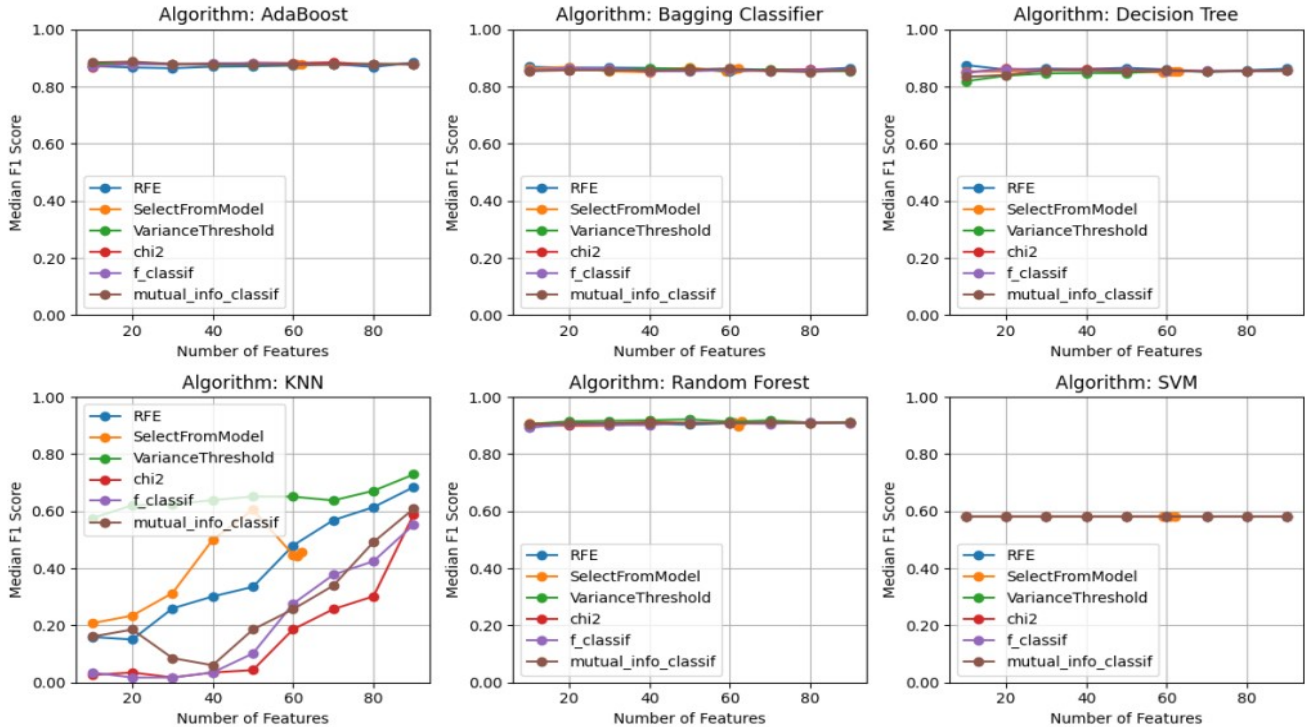 Algorithm: AdaBoost
Median F1 Score
1.00
0.80
0.60
0.40
0.20
0.00
RFE
SelectFromModel
VarianceThreshold
chi2
f_classif
mutual_info_classif
20 40 60 80
Number of Features
Algorithm: Bagging Classifier
Median F1 Score
1.00
0.80
0.60
0.40
0.20
0.00
RFE
SelectFromModel
VarianceThreshold
chi2
f_classif
mutual_info_classif
20 40 60 80
Number of Features
Algorithm: Decision Tree
Median F1 Score
1.00
0.80
0.60
0.40
0.20
0.00
RFE
SelectFromModel
VarianceThreshold
chi2
f_classif
mutual_info_classif
20 40 60 80
Number of Features
Algorithm: KNN
Median F1 Score
1.00
0.80
0.60
0.40
0.20
0.00
RFE
SelectFromModel
VarianceThreshold
chi2
f_classif
mutual_info_classif
20 40 60 80
Number of Features
Algorithm: Random Forest
Median F1 Score
1.00
0.80
0.60
0.40
0.20
0.00
RFE
SelectFromModel
VarianceThreshold
chi2
f_classif
mutual_info_classif
20 40 60 80
Number of Features
Algorithm: SVM
Median F1 Score
1.00
0.80
0.60
0.40
0.20
0.00
RFE
SelectFromModel
VarianceThreshold
chi2
f_classif
mutual_info_classif
20 40 60 80
Number of Features